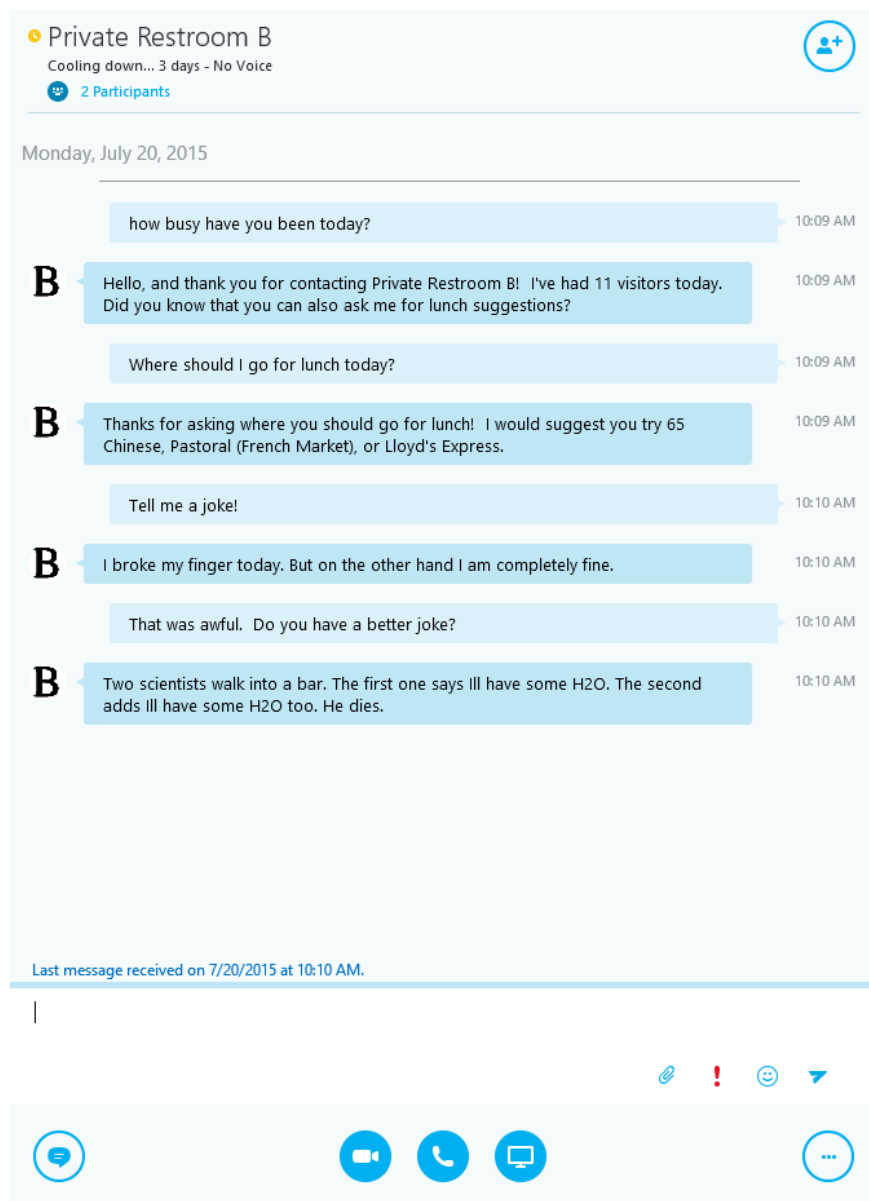 Private Restroom B
Cooling down... 3 days - No Voice
2 Participants
Monday, July 20, 2015
how busy have you been today?
10:09 AM
B
Hello, and thank you for contacting Private Restroom B!  I've had 11 visitors today.
10:09 AM
Did you know that you can also ask me for lunch suggestions?
Where should I go for lunch today?
10:09 AM
B
Thanks for asking where you should go for lunch!  I would suggest you try 65
10:09 AM
Chinese, Pastoral (French Market), or Lloyd's Express.
Tell me a joke!
10:10 AM
B
I broke my finger today. But on the other hand I am completely fine.
10:10 AM
That was awful.  Do you have a better joke?
10:10 AM
B
Two scientists walk into a bar. The first one says Ill have some H2O. The second
10:10 AM
adds Ill have some H2O too. He dies.
Last message received on 7/20/2015 at 10:10 AM.